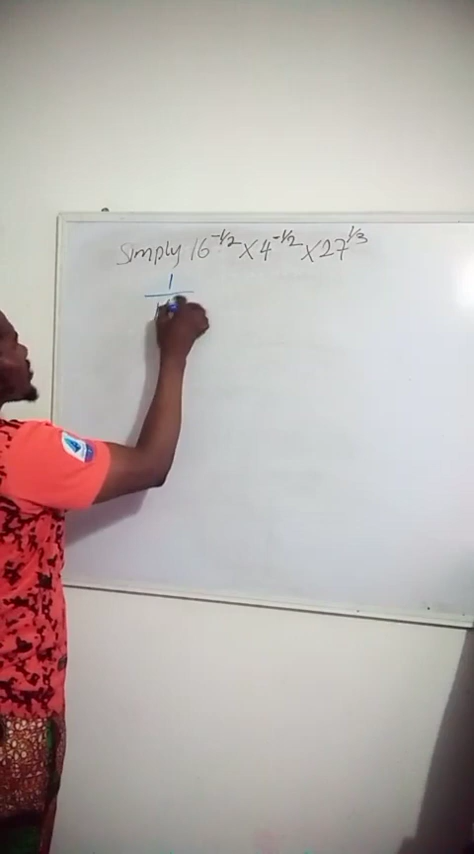 Simply 16^-1/2 × 4^-1/2 × 27^1/3
1